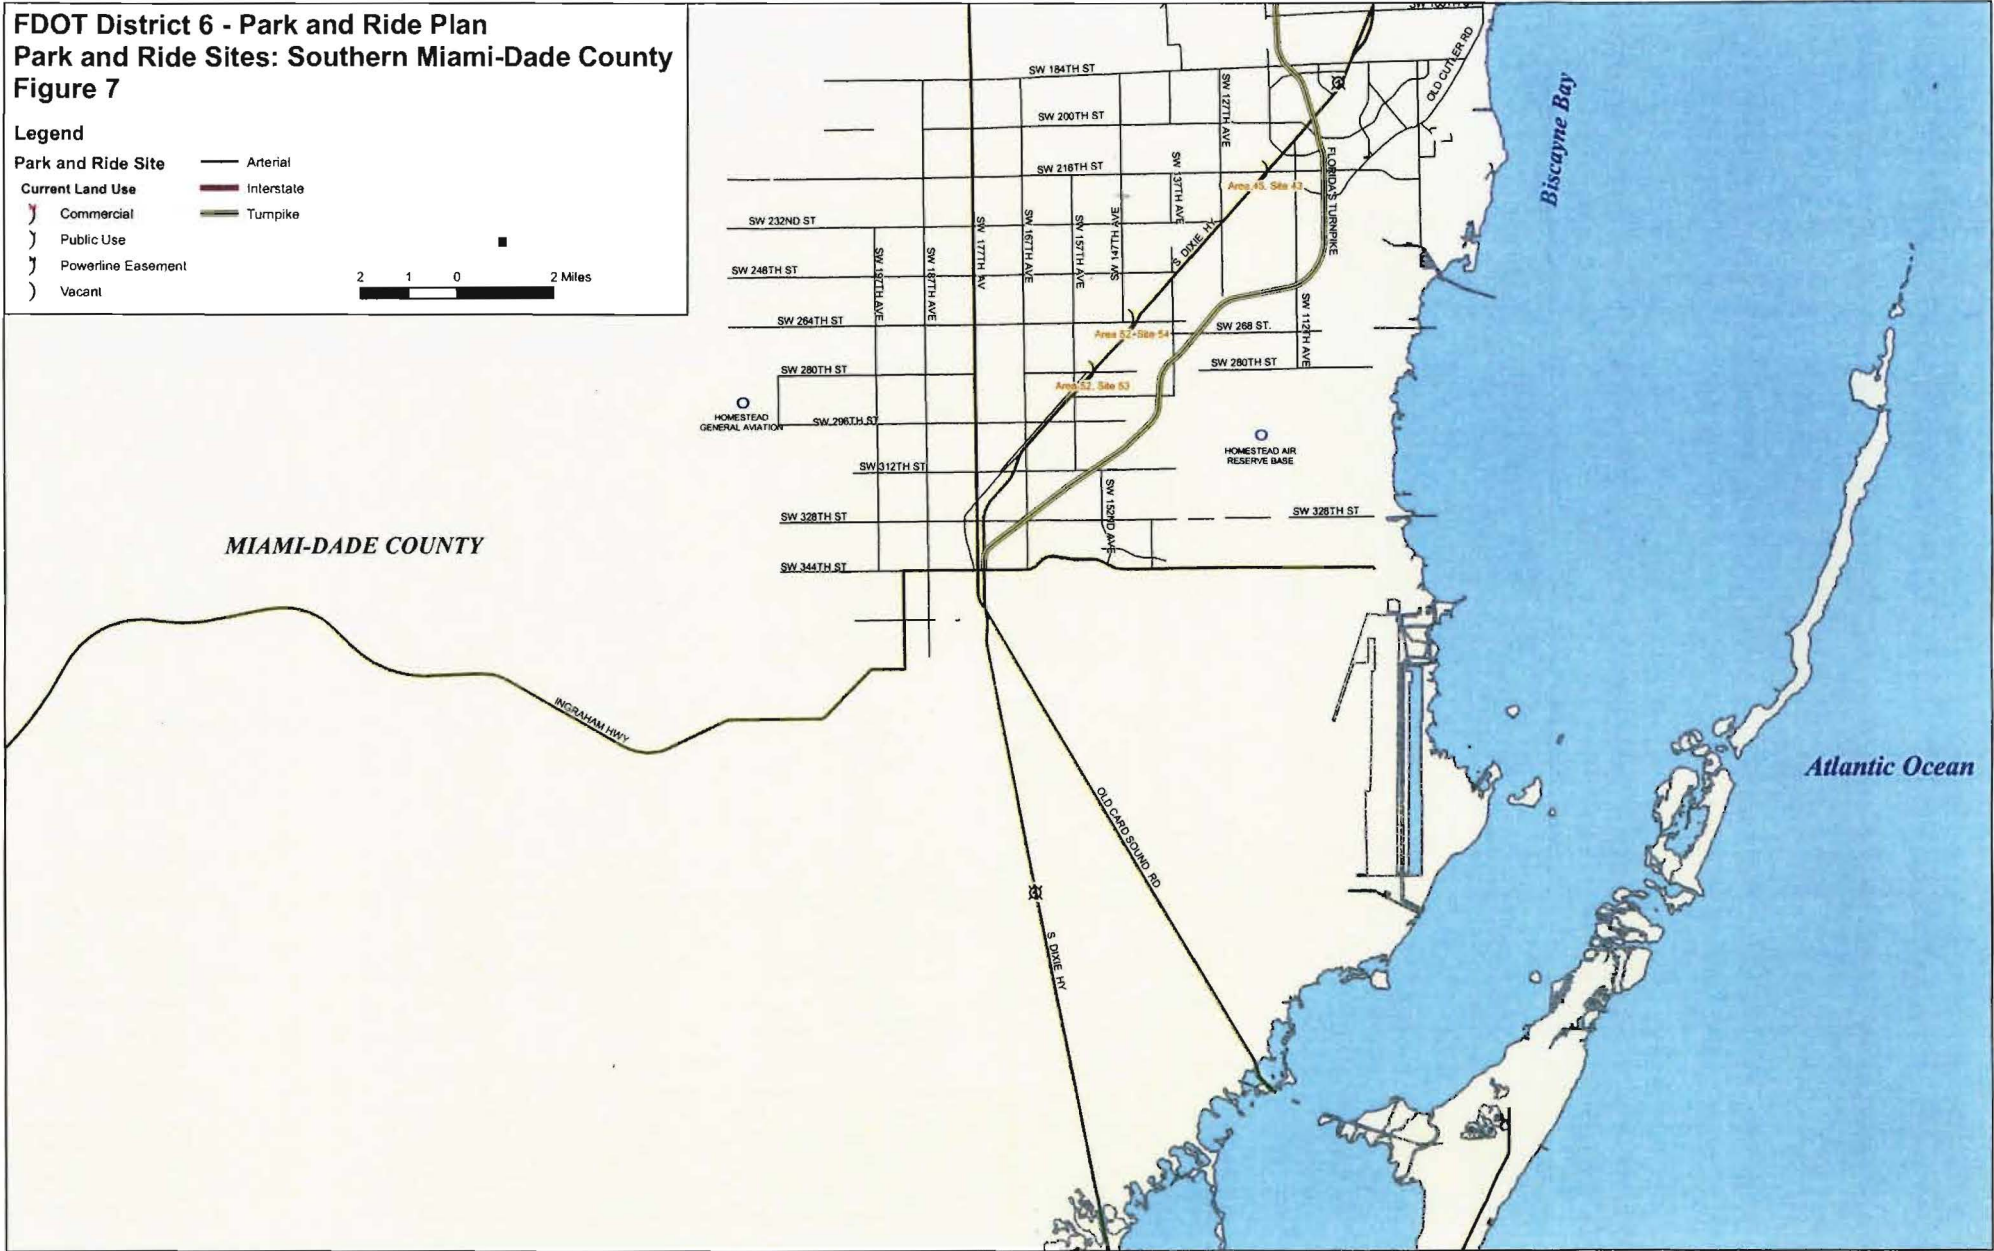 FDOT District 6 - Park and Ride Plan
Park and Ride Sites: Southern Miami-Dade County
Figure 7
Legend
Park and Ride Site
Current Land Use
Commercial
Public Use
Powerline Easement
Vacant
Arterial
Interstate
Turnpike
2 1 0 2 Miles
SW 184TH ST
OLD CUTLER RD
SW 127TH AVE
SW 200TH ST
SW 216TH ST
SW 137TH AVE
Area 45, Site 43
FLORIDA'S TURNPIKE
Biscayne Bay
SW 232ND ST
SW 177TH AV
SW 167TH AVE
SW 157TH AVE
SW 147TH AVE
S DIXIE HY
SW 197TH AVE
SW 187TH AVE
SW 248TH ST
SW 264TH ST
SW 112TH AVE
Area 52, Site 54
SW 268 ST.
SW 280TH ST
SW 280TH ST
Area 52, Site 53
HOMESTEAD
GENERAL AVIATION
SW 296TH ST
HOMESTEAD AIR
RESERVE BASE
SW 312TH ST
SW 152ND AVE
SW 328TH ST
SW 328TH ST
MIAMI-DADE COUNTY
SW 344TH ST
INGRAHAM HWY
Atlantic Ocean
OLD CARD SOUND RD
S DIXIE HY